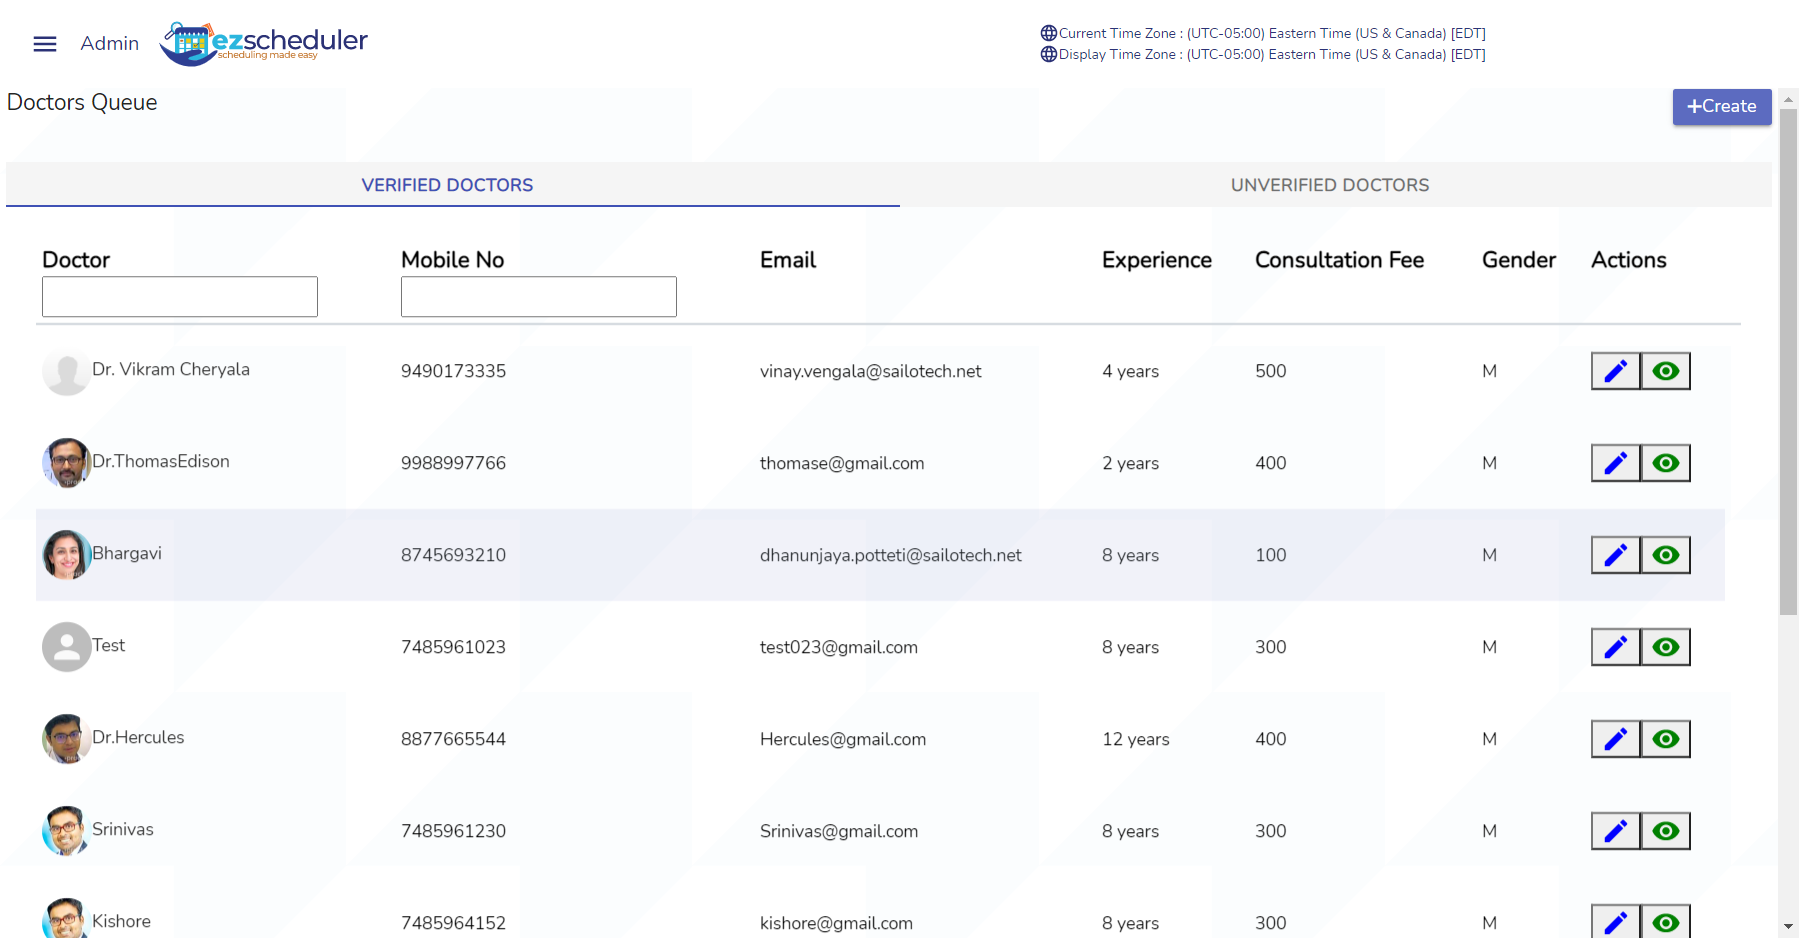 Admin
ezscheduler
scheduling made easy
Current Time Zone : (UTC-05:00) Eastern Time (US & Canada) [EDT]
Display Time Zone : (UTC-05:00) Eastern Time (US & Canada) [EDT]
Doctors Queue
+Create
VERIFIED DOCTORS UNVERIFIED DOCTORS
Doctor Mobile No Email Experience Consultation Fee Gender Actions
Dr. Vikram Cheryala 9490173335 vinay.vengala@sailotech.net 4 years 500 M
Dr.ThomasEdison 9988997766 thomase@gmail.com 2 years 400 M
Bhargavi 8745693210 dhanunjaya.potteti@sailotech.net 8 years 100 M
Test 7485961023 test023@gmail.com 8 years 300 M
Dr.Hercules 8877665544 Hercules@gmail.com 12 years 400 M
Srinivas 7485961230 Srinivas@gmail.com 8 years 300 M
Kishore 7485964152 kishore@gmail.com 8 years 300 M